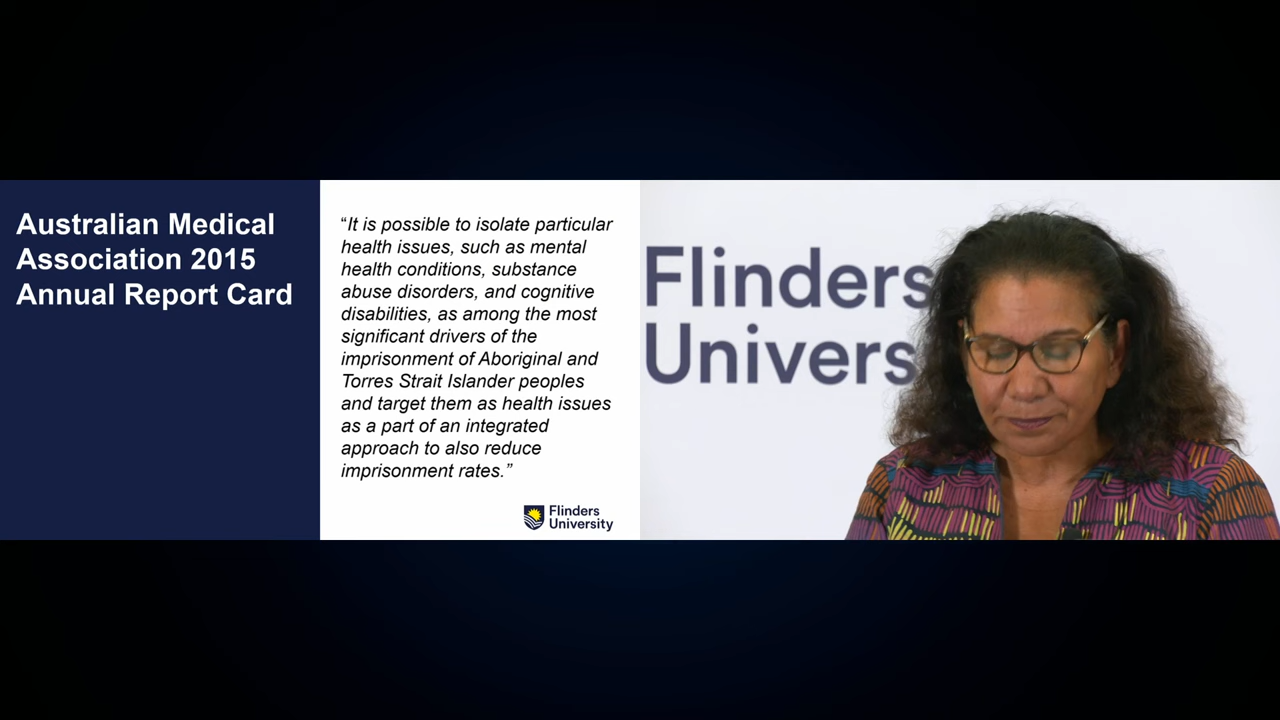 Australian Medical
Association 2015
Annual Report Card
“It is possible to isolate particular
health issues, such as mental
health conditions, substance
abuse disorders, and cognitive
disabilities, as among the most
significant drivers of the
imprisonment of Aboriginal and
Torres Strait Islander peoples
and target them as health issues
as a part of an integrated
approach to also reduce
imprisonment rates.”
Flinders
University
Flinders
Univers